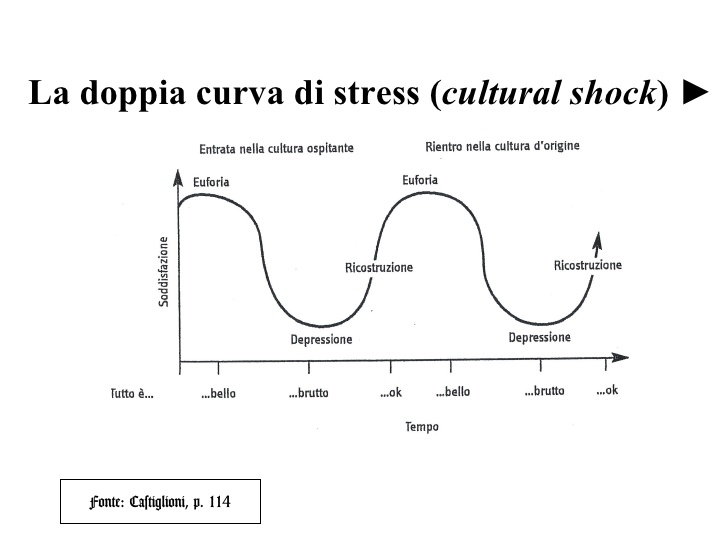 La doppia curva di stress (cultural shock) ►
Entrata nella cultura ospitante
Rientro nella cultura d'origine
Euforia
Euforia
Soddisfazione
Ricostruzione
Ricostruzione
Depressione
Depressione
Tutto è... ...bello ...brutto ...ok ...bello ...brutto ...ok
Tempo
Fonte: Castiglioni, p. 114